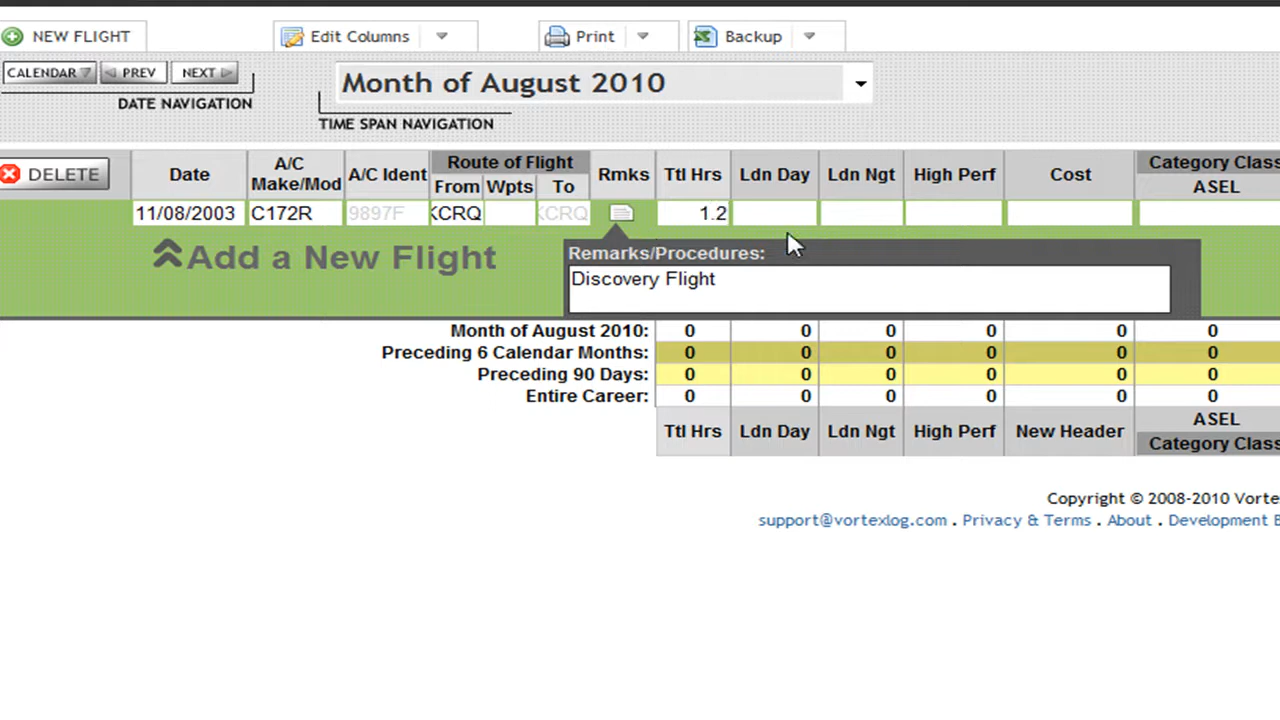 NEW FLIGHT
Edit Columns
Print
Backup
CALENDAR
PREV
NEXT
DATE NAVIGATION
Month of August 2010
TIME SPAN NAVIGATION
DELETE
Date
A/C Make/Mod
A/C Ident
Route of Flight
From Wpts To
Rmks
Ttl Hrs
Ldn Day
Ldn Ngt
High Perf
Cost
Category Class
ASEL
11/08/2003 C172R 9897F KCRQ KCRQ 1.2
Add a New Flight
Remarks/Procedures:
Discovery Flight
Month of August 2010: 0 0 0 0 0 0
Preceding 6 Calendar Months: 0 0 0 0 0 0
Preceding 90 Days: 0 0 0 0 0 0
Entire Career: 0 0 0 0 0 0
Ttl Hrs Ldn Day Ldn Ngt High Perf New Header ASEL
Category Class
Copyright © 2008-2010 Vorte
support@vortexlog.com . Privacy & Terms . About . Development